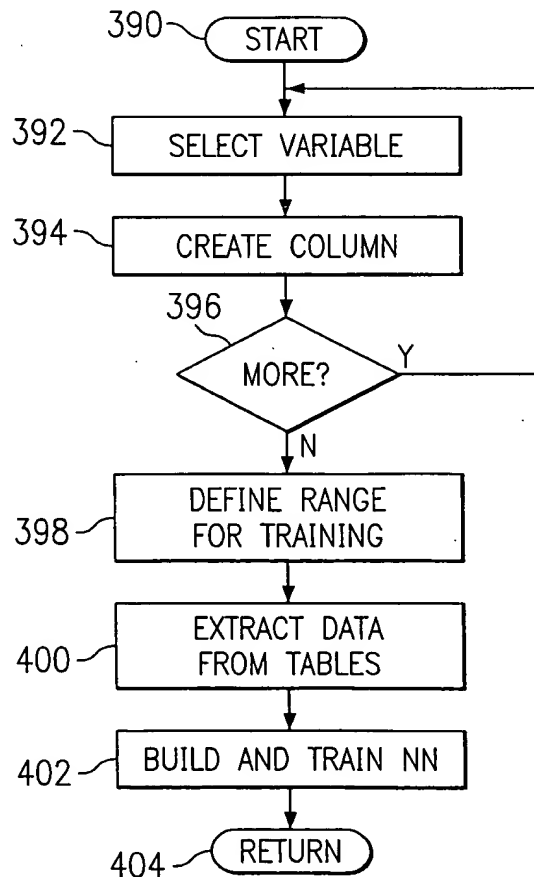 390
START
392
SELECT VARIABLE
394
CREATE COLUMN
396
MORE?
Y
N
398
DEFINE RANGE
FOR TRAINING
400
EXTRACT DATA
FROM TABLES
402
BUILD AND TRAIN NN
404
RETURN